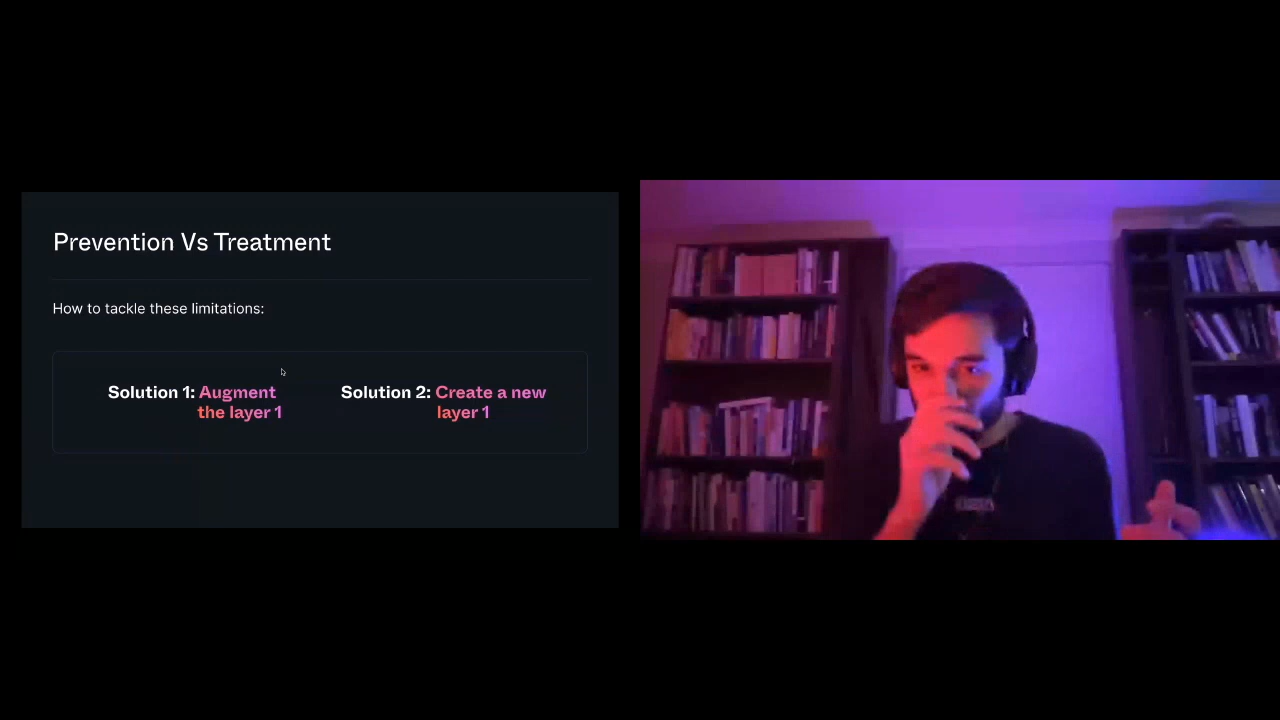 Prevention Vs Treatment
How to tackle these limitations:
Solution 1: Augment
the layer 1
Solution 2: Create a new
layer 1